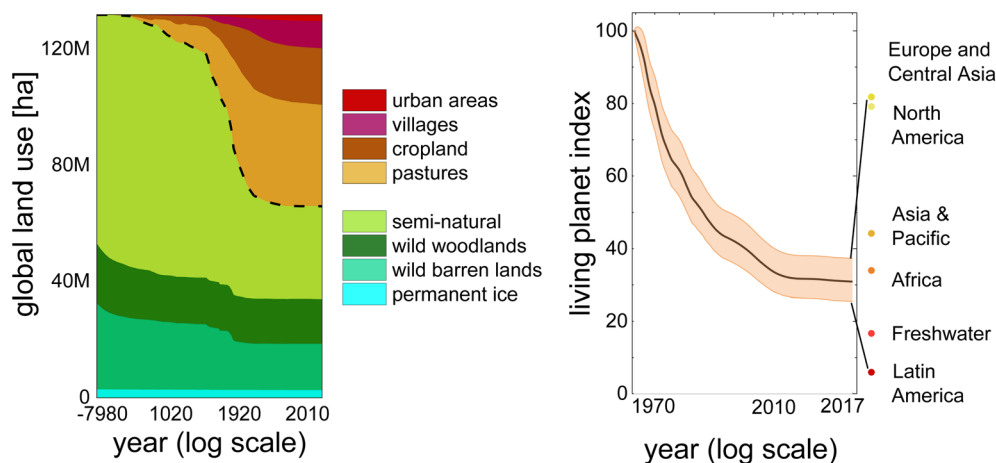 global land use [ha]
120M
80M
40M
0
-7980 1020 1920 2010
year (log scale)
urban areas
villages
cropland
pastures
semi-natural
wild woodlands
wild barren lands
permanent ice
living planet index
100
80
60
40
20
0
1970 2010 2017
year (log scale)
Europe and
Central Asia
North
America
Asia &
Pacific
Africa
Freshwater
Latin
America